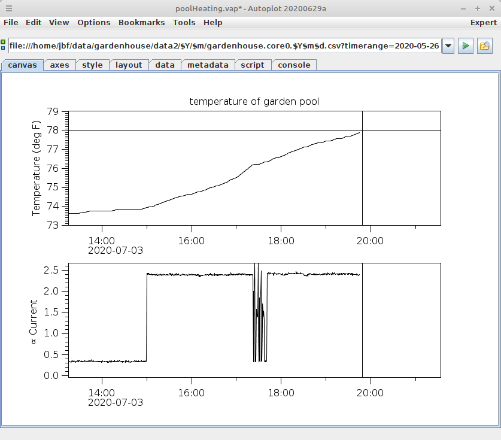 poolHeating.vap* - Autoplot 20200629a
File Edit View Options Bookmarks Tools Help Expert
file:///home/jbf/data/gardenhouse/data2/$Y/$m/gardenhouse.core0.$Y$m$d.csv?timerange=2020-05-26
canvas axes style layout data metadata script console
temperature of garden pool
Temperature (deg F)
79
78
77
76
75
74
73
14:00 16:00 18:00 20:00
2020-07-03
∝ Current
2.5
2.0
1.5
1.0
0.5
0.0
14:00 16:00 18:00 20:00
2020-07-03